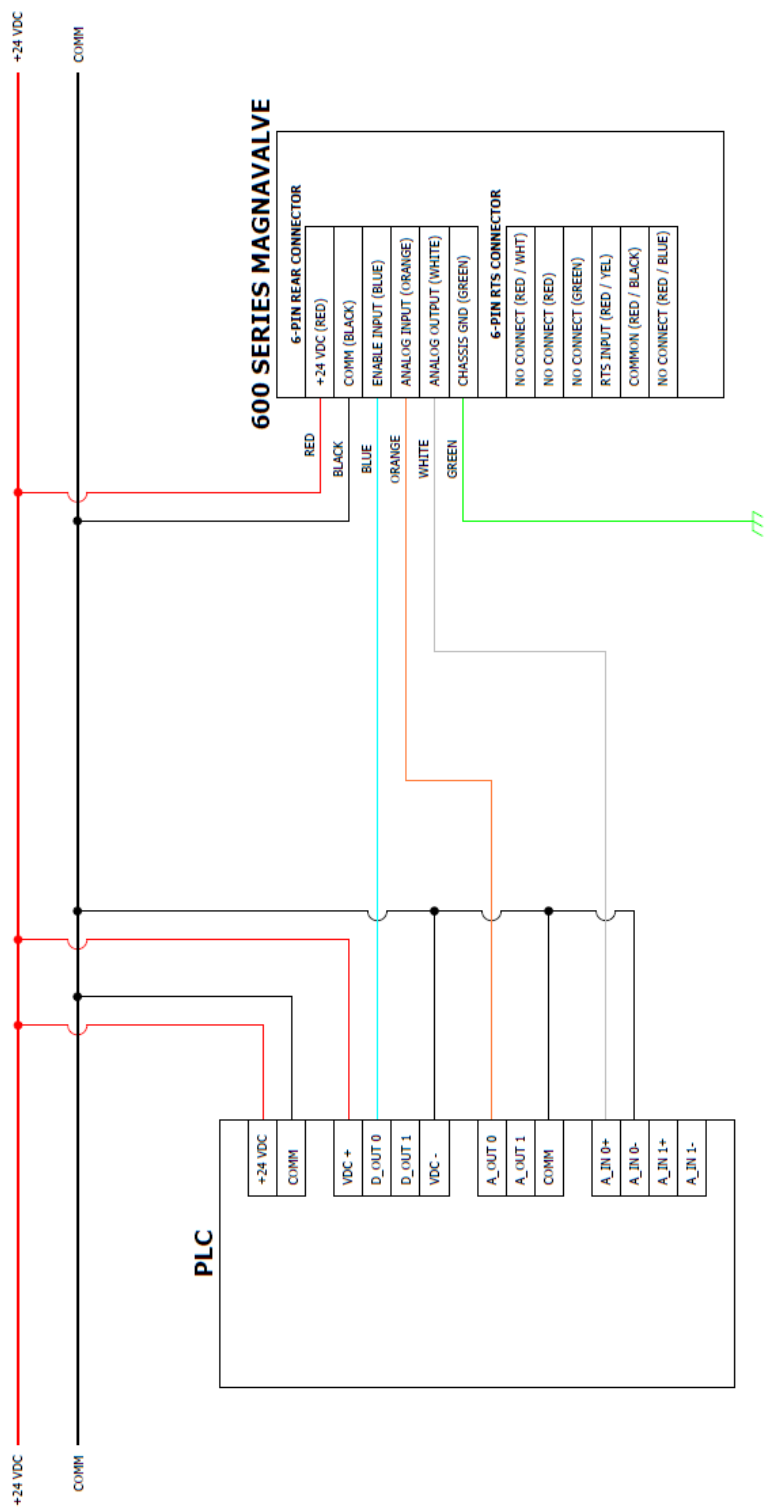 +24 VDC
COMM
PLC
+24 VDC
COMM
VDC +
D_OUT 0
D_OUT 1
VDC -
A_OUT 0
A_OUT 1
COMM
A_IN 0+
A_IN 0-
A_IN 1+
A_IN 1-
600 SERIES MAGNAVALVE
6-PIN REAR CONNECTOR
RED
+24 VDC (RED)
BLACK
COMM (BLACK)
BLUE
ENABLE INPUT (BLUE)
ORANGE
ANALOG INPUT (ORANGE)
WHITE
ANALOG OUTPUT (WHITE)
GREEN
CHASSIS GND (GREEN)
6-PIN RTS CONNECTOR
NO CONNECT (RED / WHT)
NO CONNECT (RED)
NO CONNECT (GREEN)
RTS INPUT (RED / YEL)
COMMON (RED / BLACK)
NO CONNECT (RED / BLUE)
+24 VDC
COMM